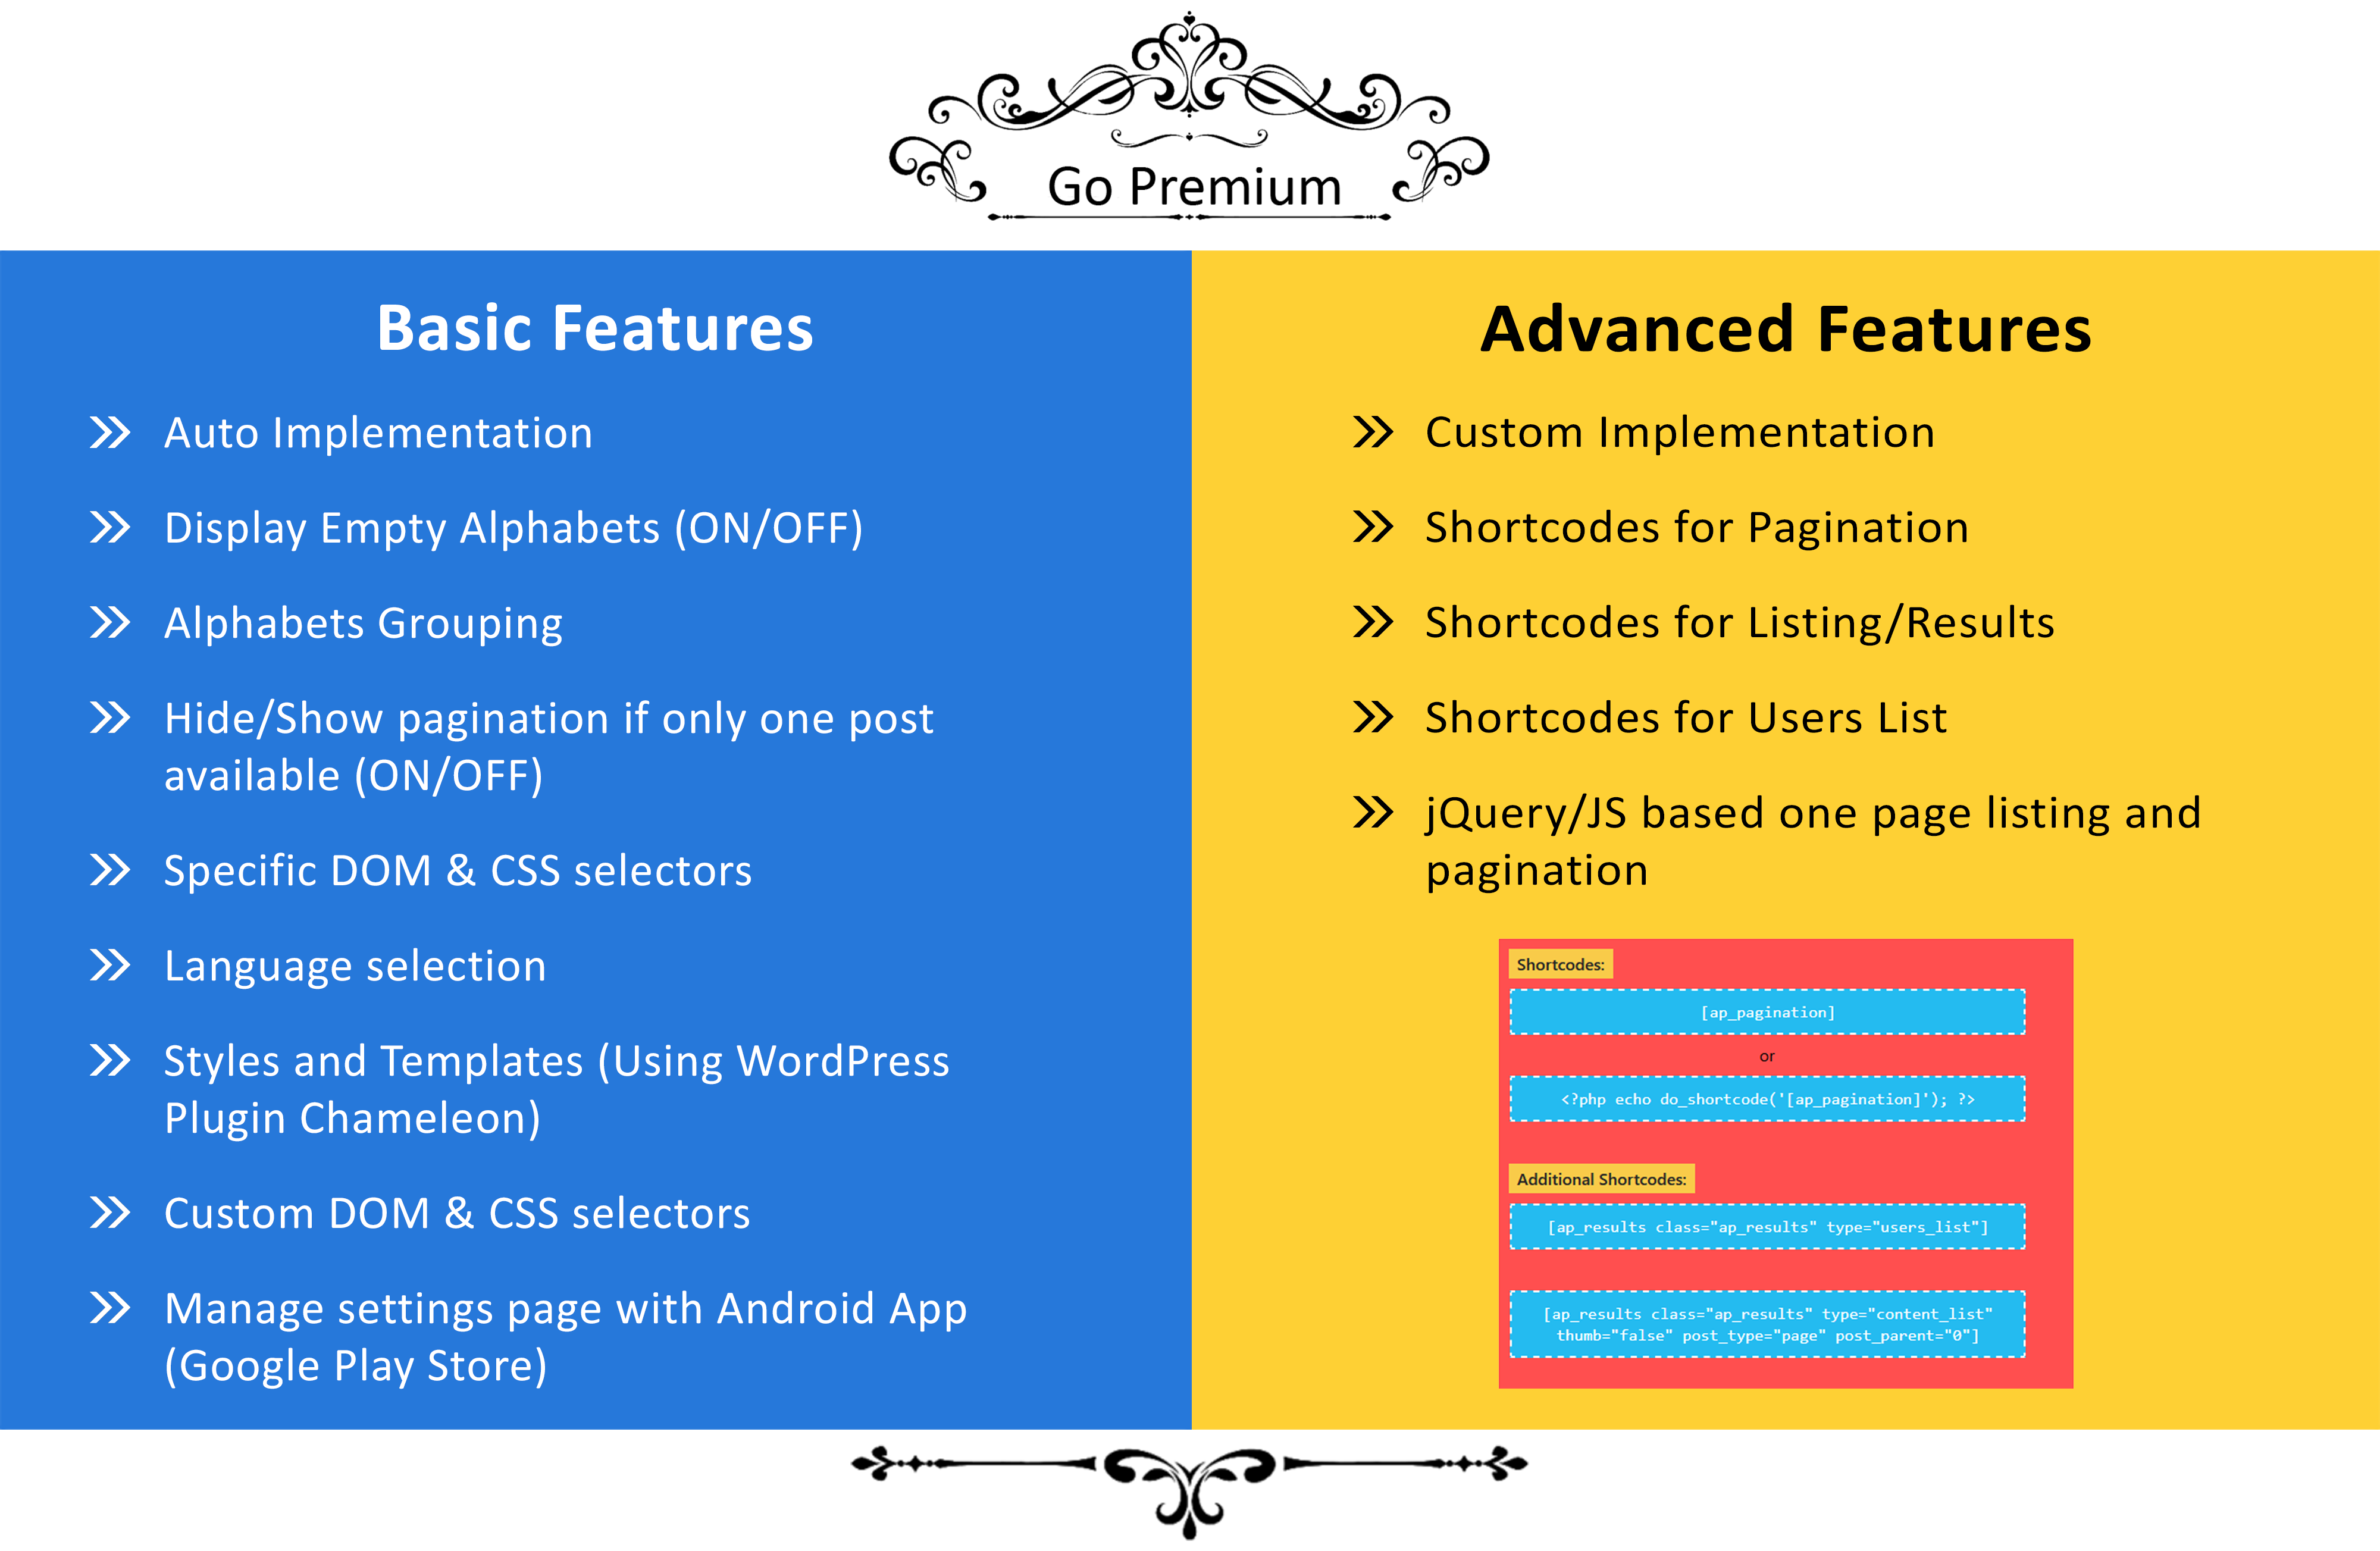 Go Premium
Basic Features
Auto Implementation
Display Empty Alphabets (ON/OFF)
Alphabets Grouping
Hide/Show pagination if only one post
available (ON/OFF)
Specific DOM & CSS selectors
Language selection
Styles and Templates (Using WordPress
Plugin Chameleon)
Custom DOM & CSS selectors
Manage settings page with Android App
(Google Play Store)
Advanced Features
Custom Implementation
Shortcodes for Pagination
Shortcodes for Listing/Results
Shortcodes for Users List
jQuery/JS based one page listing and
pagination
Shortcodes:
[ap_pagination]
or
<?php echo do_shortcode('[ap_pagination]'); ?>
Additional Shortcodes:
[ap_results class="ap_results" type="users_list"]
[ap_results class="ap_results" type="content_list"
thumb="false" post_type="page" post_parent="0"]